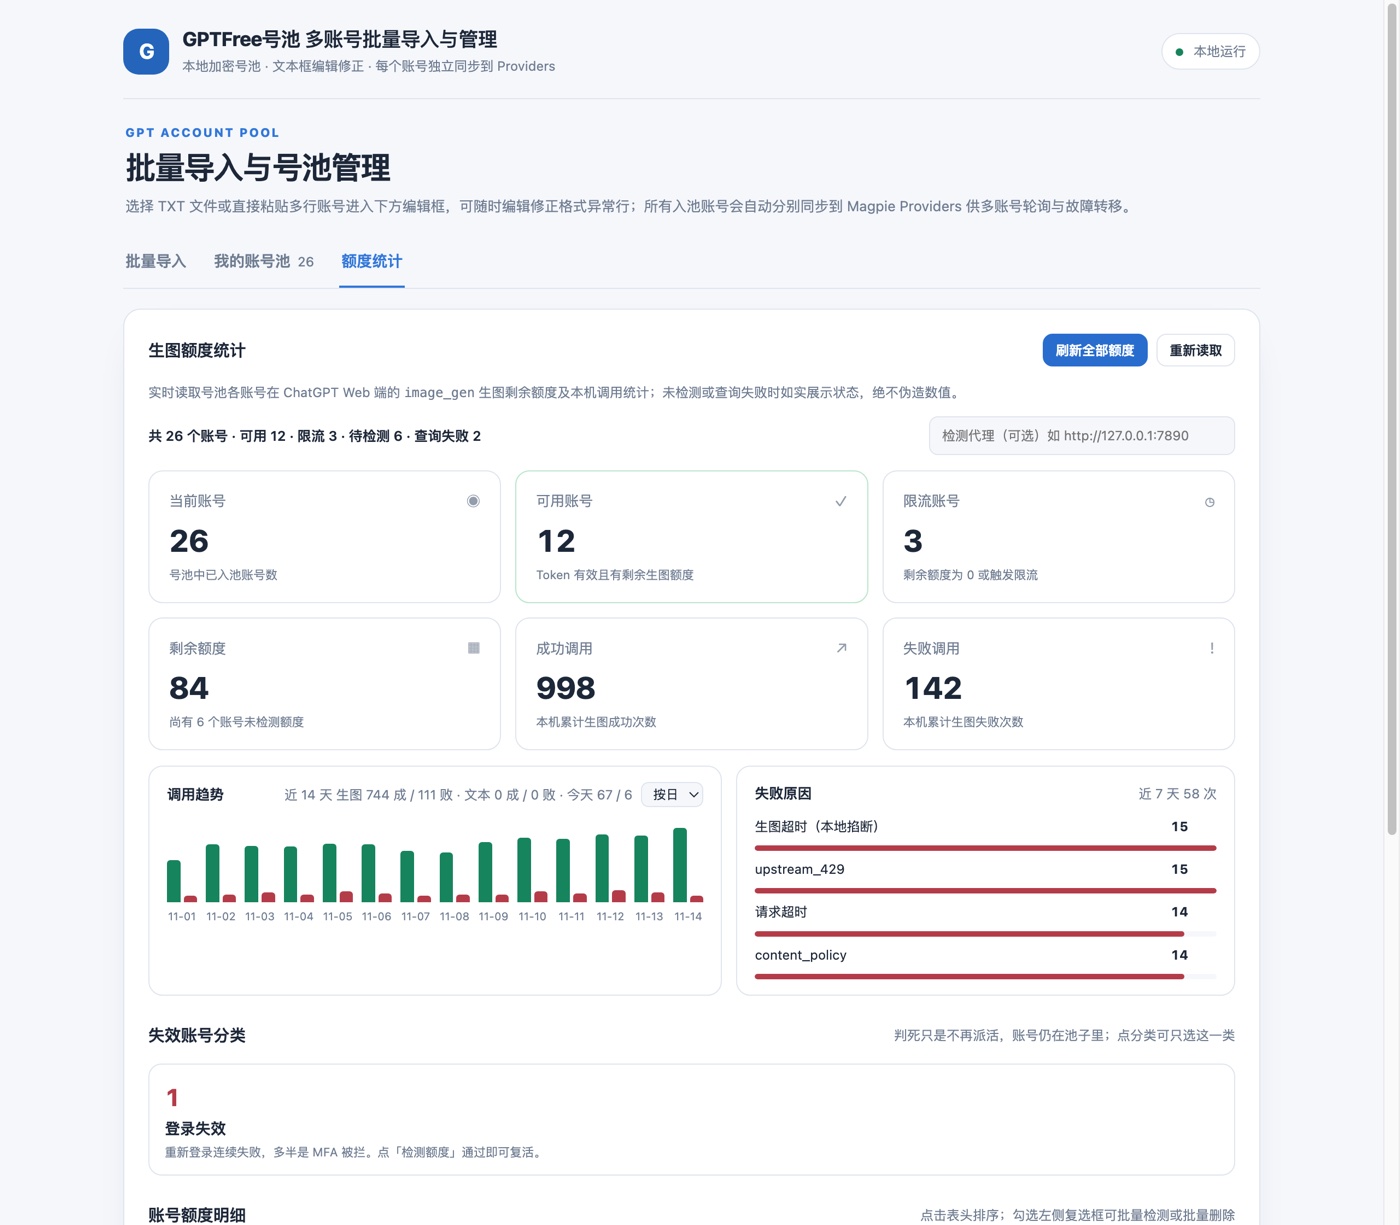 G
GPTFree号池 多账号批量导入与管理
本地加密号池 · 文本框编辑修正 · 每个账号独立同步到 Providers
本地运行
GPT ACCOUNT POOL
批量导入与号池管理
选择 TXT 文件或直接粘贴多行账号进入下方编辑框，可随时编辑修正格式异常行；所有入池账号会自动分别同步到 Magpie Providers 供多账号轮询与故障转移。
批量导入 我的账号池 26 额度统计
生图额度统计
刷新全部额度 重新读取
实时读取号池各账号在 ChatGPT Web 端的 image_gen 生图剩余额度及本机调用统计；未检测或查询失败时如实展示状态，绝不伪造数值。
共 26 个账号 · 可用 12 · 限流 3 · 待检测 6 · 查询失败 2
检测代理（可选）如 http://127.0.0.1:7890
当前账号
26
号池中已入池账号数
可用账号
12
Token 有效且有剩余生图额度
限流账号
3
剩余额度为 0 或触发限流
剩余额度
84
尚有 6 个账号未检测额度
成功调用
998
本机累计生图成功次数
失败调用
!
142
本机累计生图失败次数
调用趋势
近 14 天 生图 744 成 / 111 败 · 文本 0 成 / 0 败 · 今天 67 / 6
按日
11-01 11-02 11-03 11-04 11-05 11-06 11-07 11-08 11-09 11-10 11-11 11-12 11-13 11-14
失败原因
近 7 天 58 次
生图超时（本地掐断） 15
upstream_429 15
请求超时 14
content_policy 14
失效账号分类
判死只是不再派活，账号仍在池子里；点分类可只选这一类
1
登录失效
重新登录连续失败，多半是 MFA 被拦。点「检测额度」通过即可复活。
账号额度明细
点击表头排序；勾选左侧复选框可批量检测或批量删除